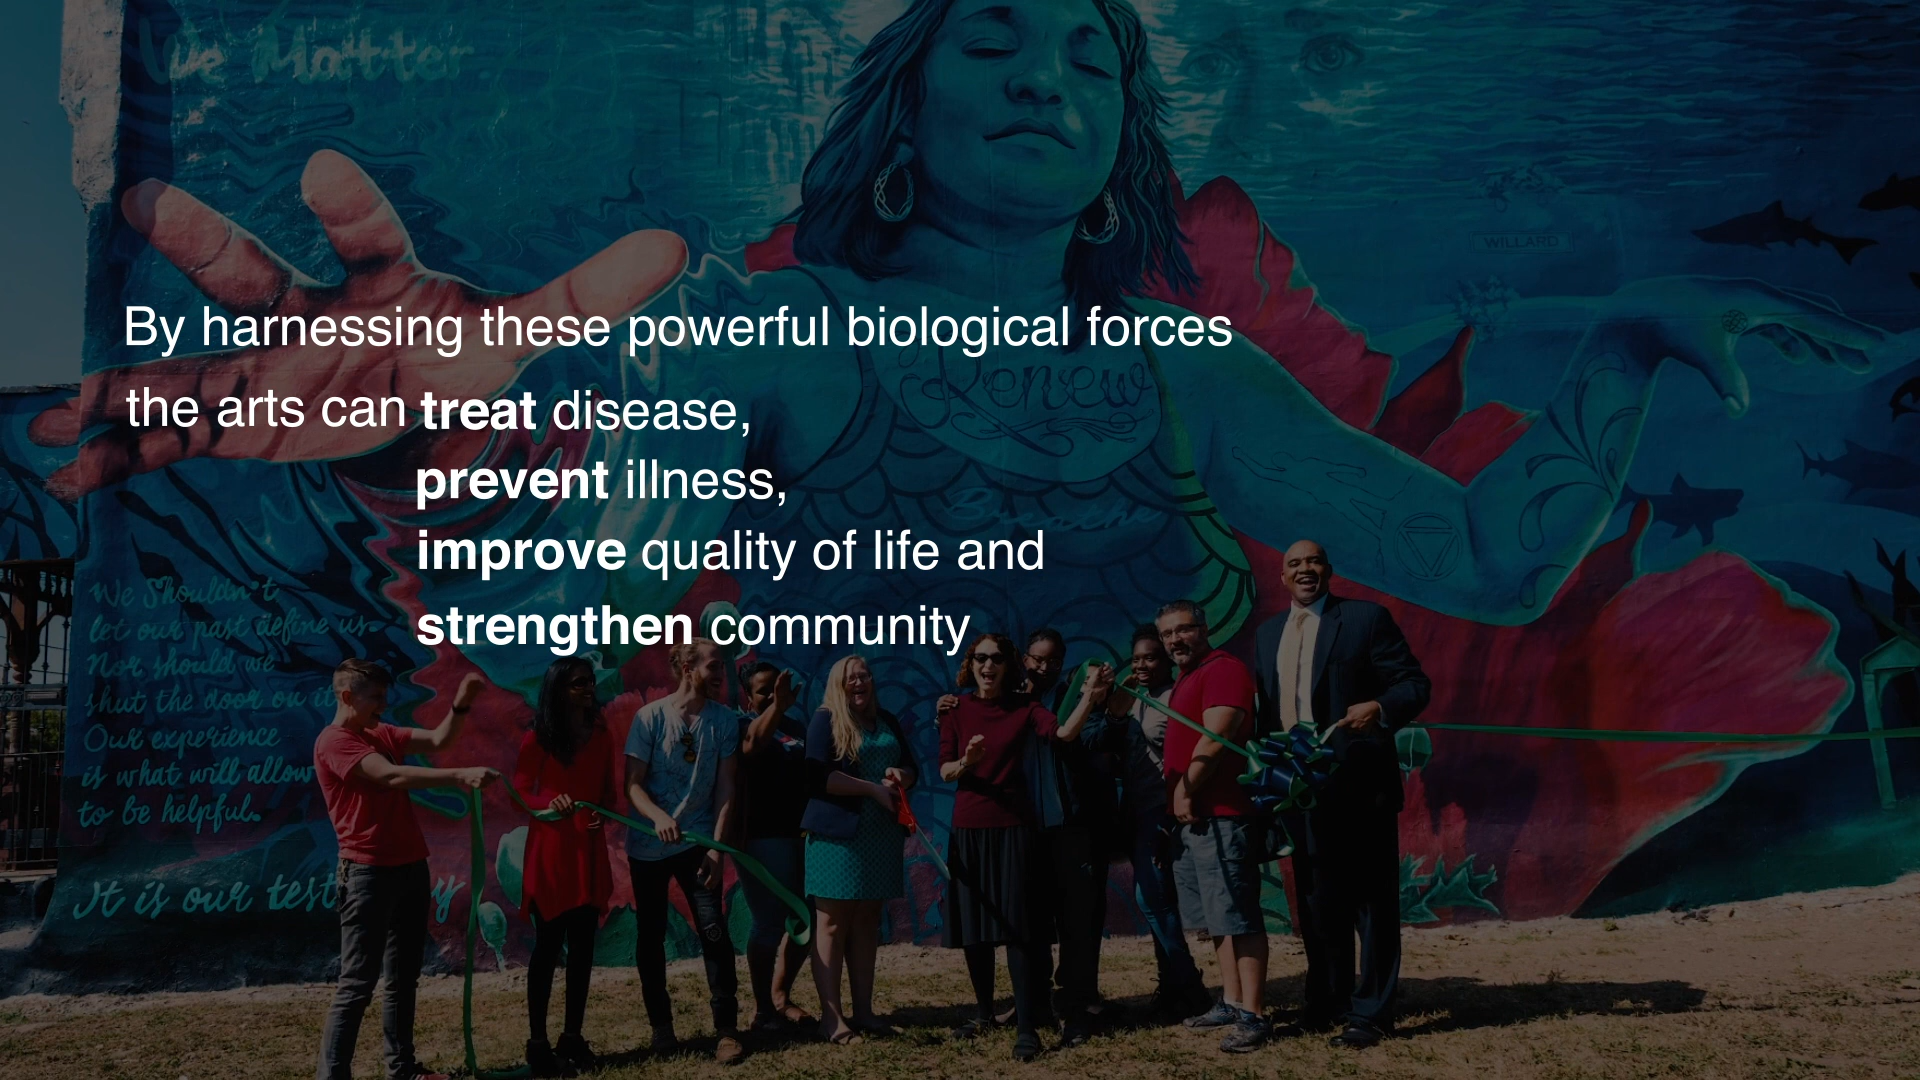 We Matter.
WILLARD
By harnessing these powerful biological forces
Renew
the arts can treat disease,
prevent illness,
Breathe
improve quality of life and
strengthen community
We Shouldn't
let our past define us.
Nor should we
shut the door on it
Our experience
is what will allow
to be helpful.
It is our test y